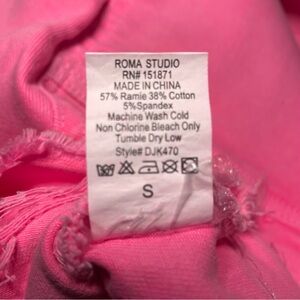 ROMA STUDIO
RN# 151871
MADE IN CHINA
57% Ramie 38% Cotton
5%Spandex
Machine Wash Cold
Non Chlorine Bleach Only
Tumble Dry Low
Style# DJK470
S